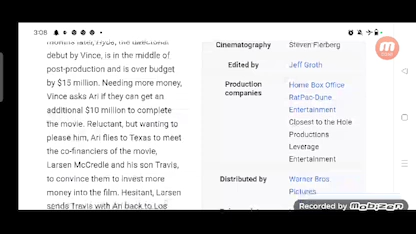 3:08
months later, Hyde, the directorial
debut by Vince, is in the middle of
post-production and is over budget
by $15 million. Needing more money,
Vince asks Ari if they can get an
additional $10 million to complete
the movie. Reluctant, but wanting to
please him, Ari flies to Texas to meet
the co-financiers of the movie,
Larsen McCredle and his son Travis,
to convince them to invest more
money into the film. Hesitant, Larsen
sends Travis with Ari back to Los
Cinematography Steven Fierberg
Edited by Jeff Groth
Production companies
Home Box Office
RatPac-Dune
Entertainment
Closest to the Hole
Productions
Leverage
Entertainment
Distributed by Warner Bros
Pictures
Recorded by Mobizen